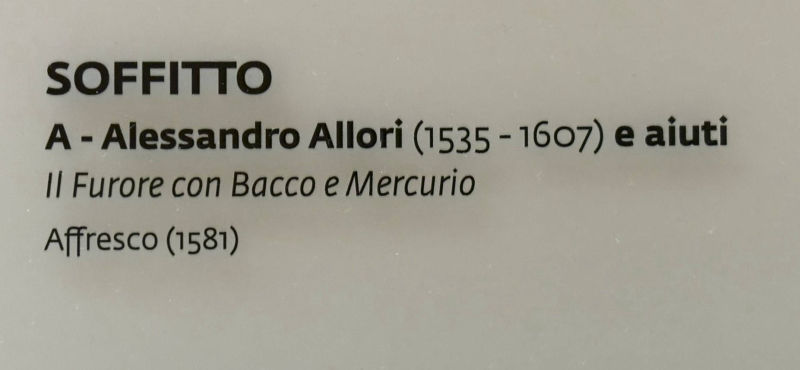 SOFFITTO
A - Alessandro Allori (1535 - 1607) e aiuti
Il Furore con Bacco e Mercurio
Affresco (1581)